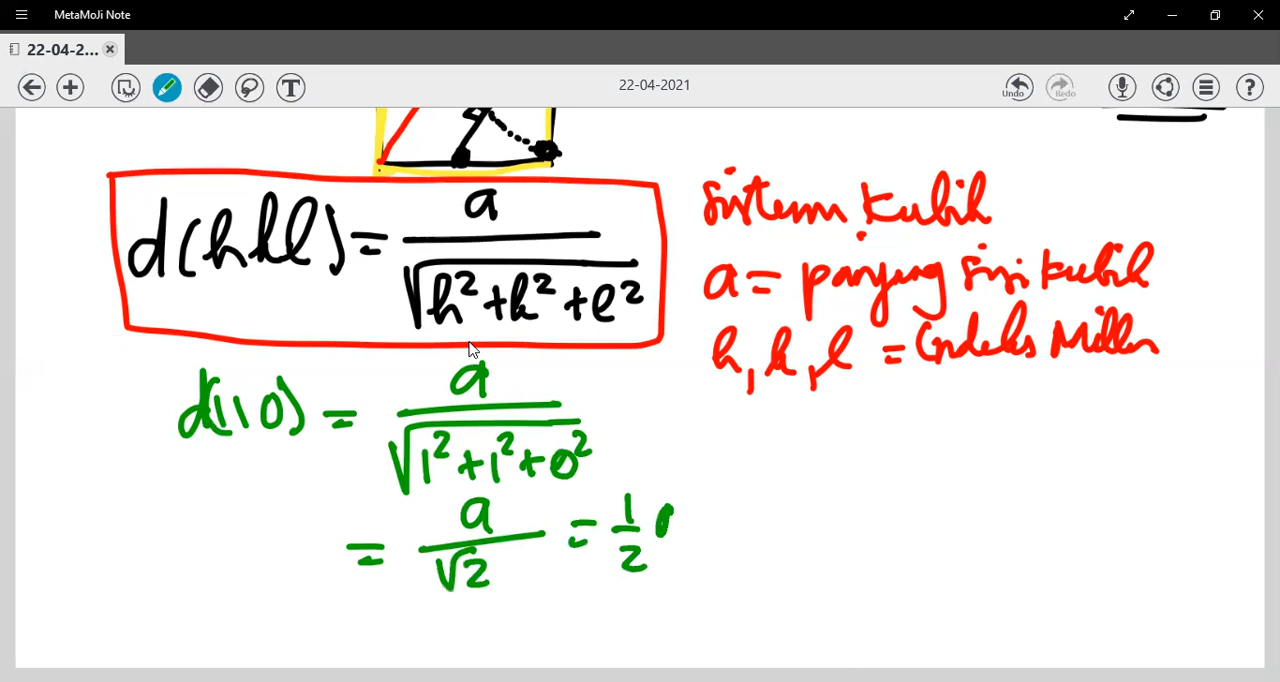 MetaMoJi Note
22-04-2...
22-04-2021
Undo
Redo
d(hkl) = a / √h²+k²+l²
sistem kubik
a = panjang sisi kubik
h, k, l = Indeks Miller
d(110) = a / √1²+1²+0²
= a / √2 = 1/2